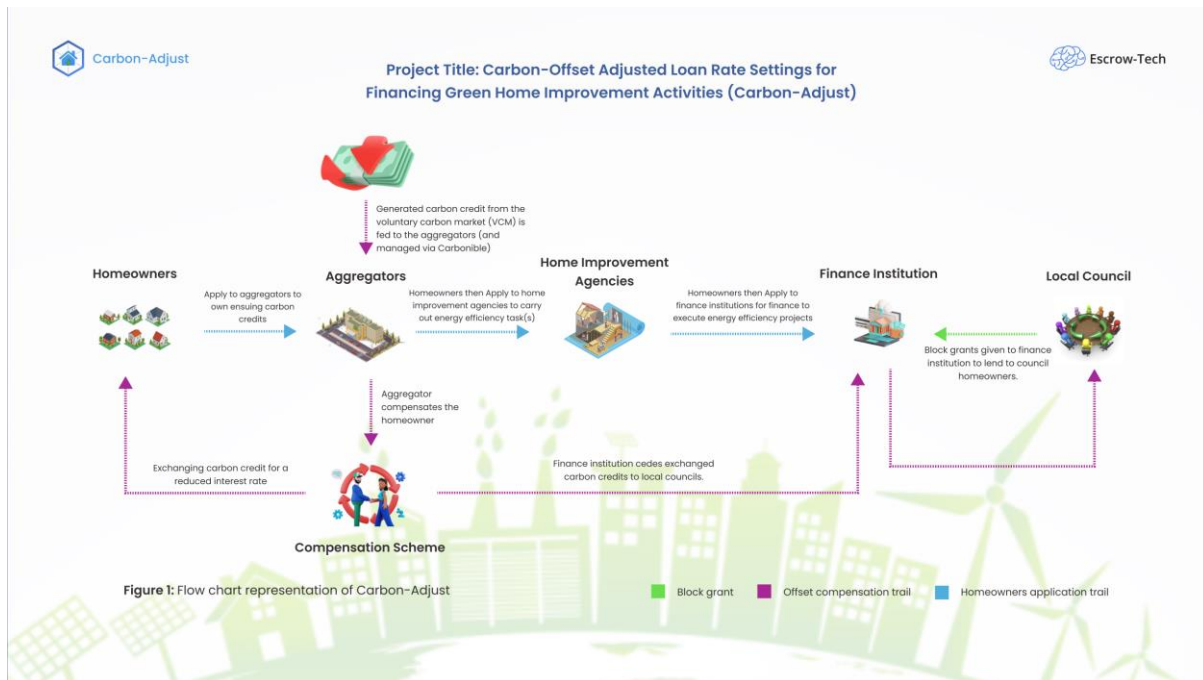 Carbon-Adjust
Escrow-Tech
Project Title: Carbon-Offset Adjusted Loan Rate Settings for
Financing Green Home Improvement Activities (Carbon-Adjust)
Generated carbon credit from the
voluntary carbon market (VCM) is
fed to the aggregators (and
managed via Carbonible)
Homeowners
Apply to aggregators to
own ensuing carbon
credits
Aggregators
Homeowners then Apply to home
improvement agencies to carry
out energy efficiency task(s)
Home Improvement
Agencies
Homeowners then Apply to
finance institutions for finance to
execute energy efficiency projects
Finance Institution
Local Council
Block grants given to finance
institution to lend to council
homeowners.
Aggregator
compensates the
homeowner
Exchanging carbon credit for a
reduced interest rate
Finance institution cedes exchanged
carbon credits to local councils.
Compensation Scheme
Figure 1: Flow chart representation of Carbon-Adjust
Block grant
Offset compensation trail
Homeowners application trail